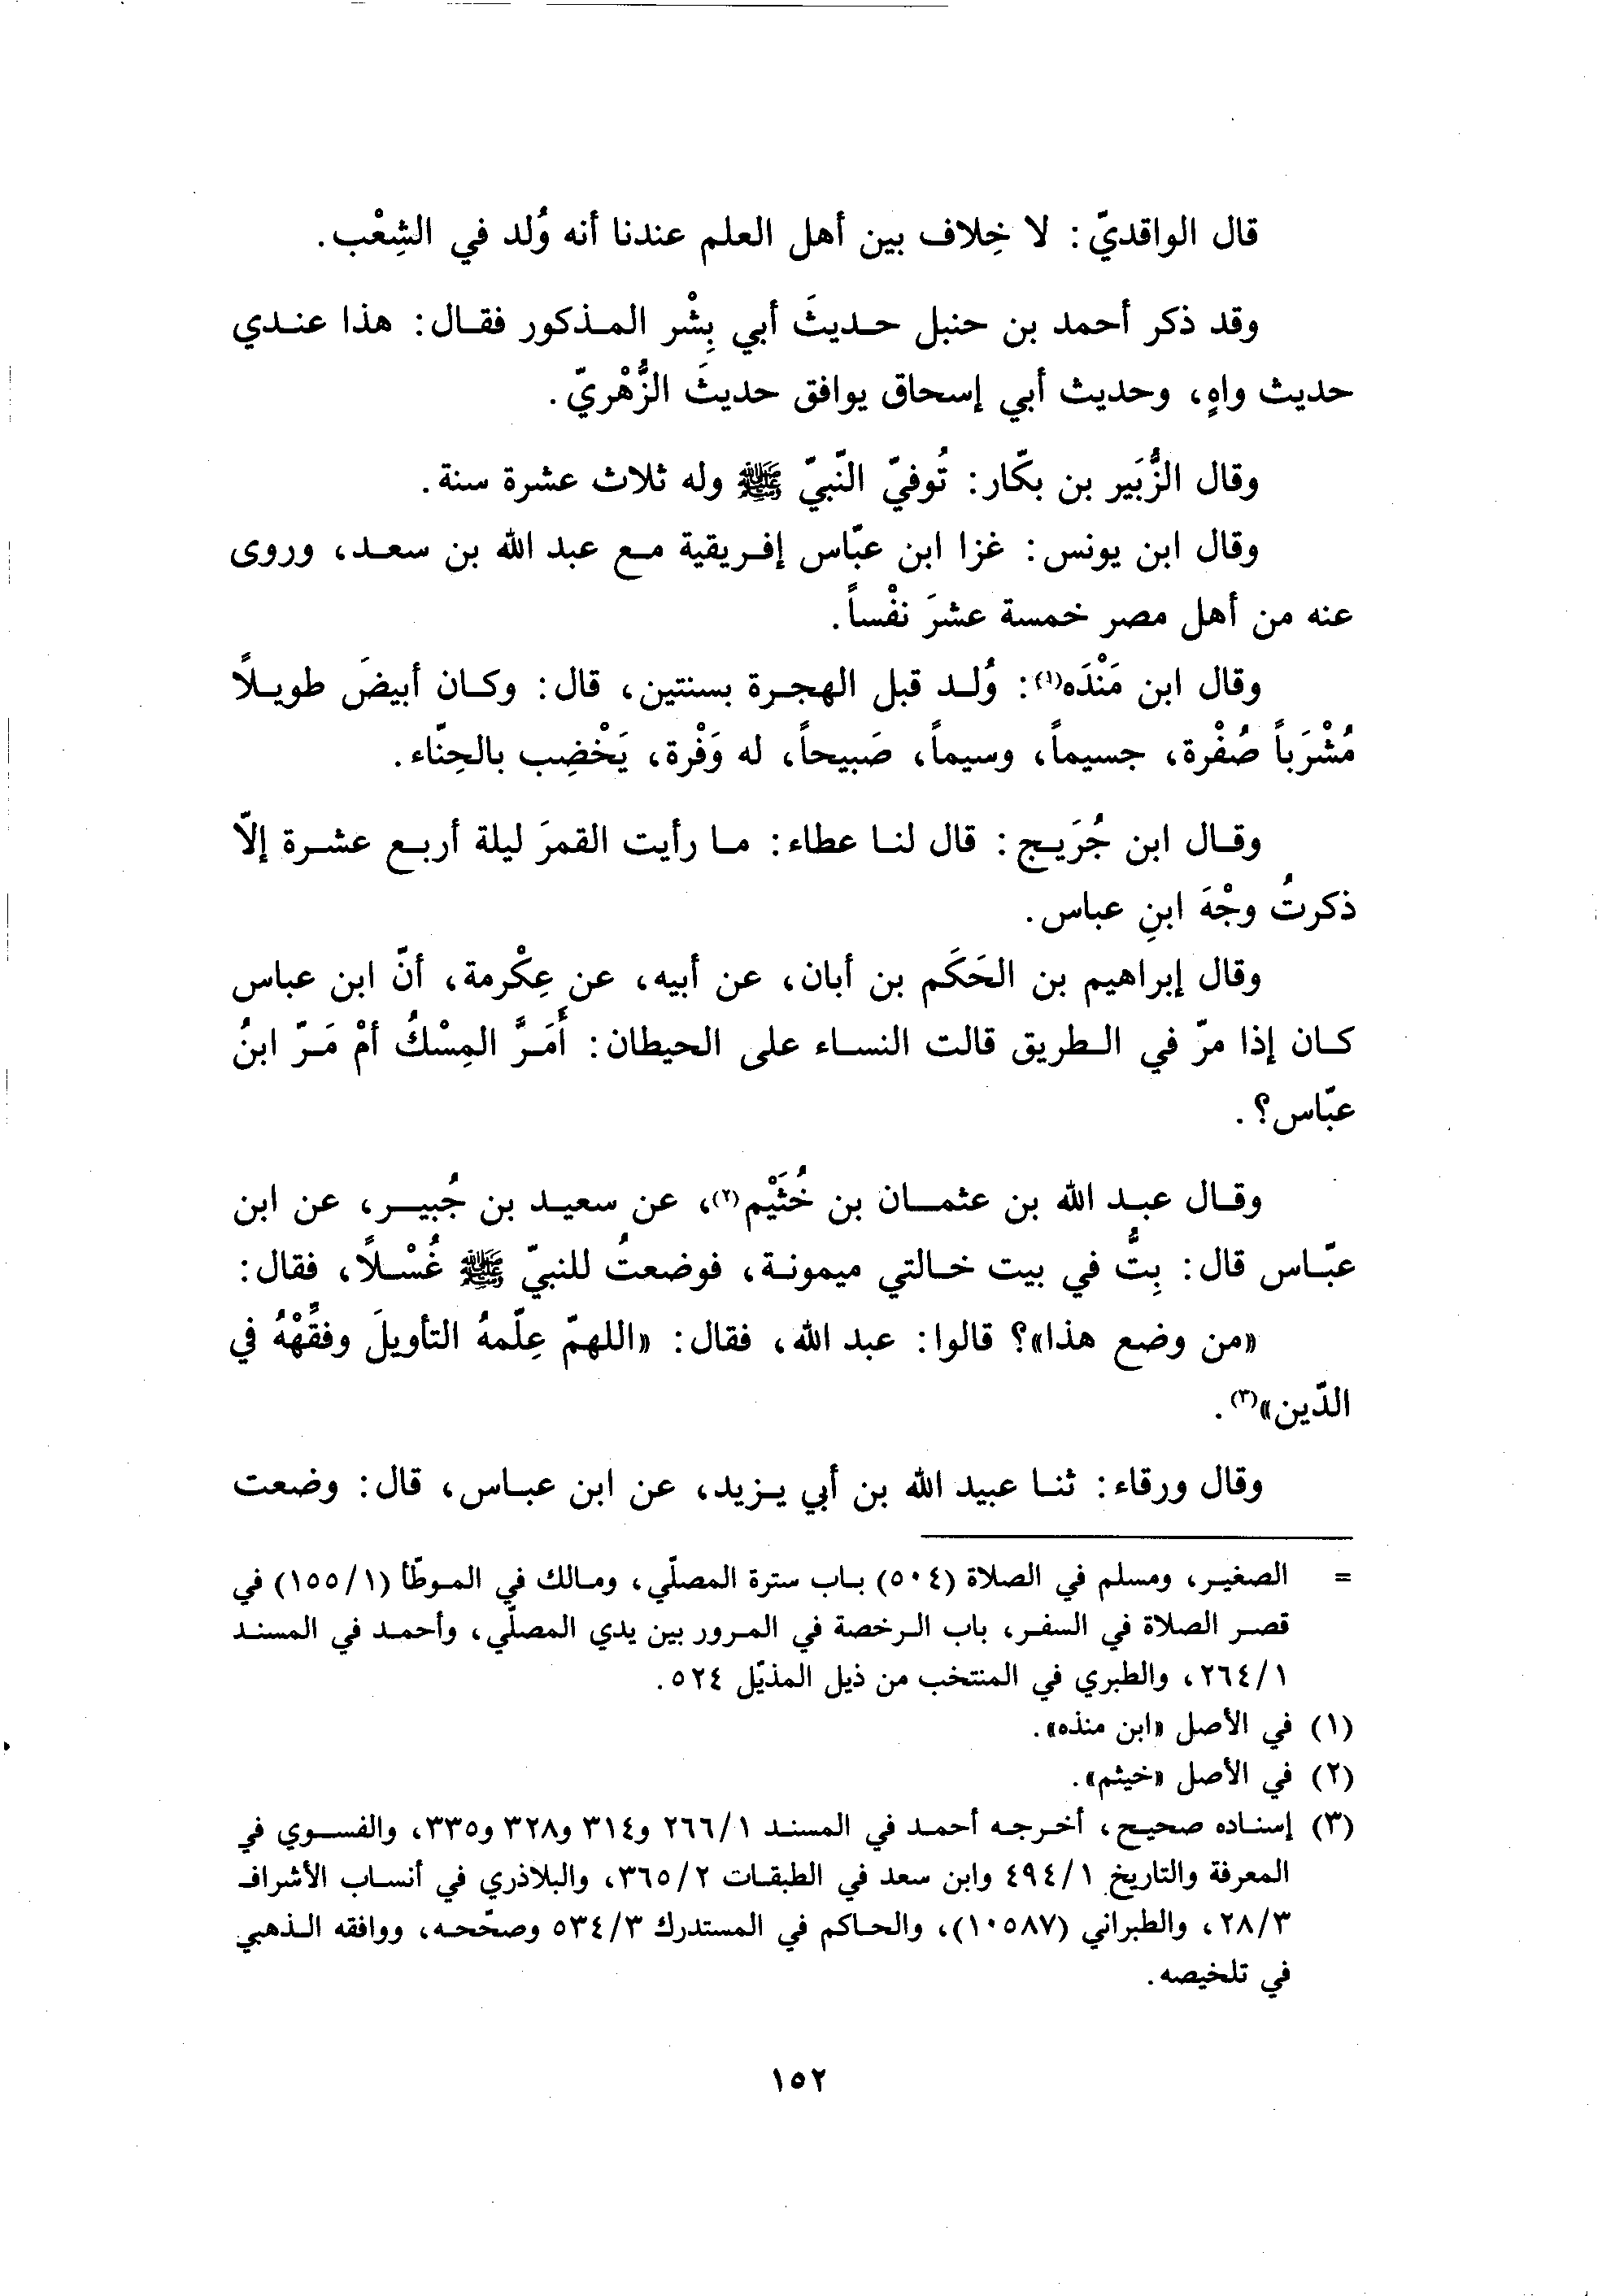 قال الواقديّ: لا خِلاف بين أهل العلم عندنا أنه وُلد في الشِعْب.
وقد ذكر أحمد بن حنبل حديثَ أبي بِشْر المذكور فقال: هذا عندي
حديث واهٍ، وحديث أبي إسحاق يوافق حديثَ الزُّهْريّ.
وقال الزُّبَير بن بكّار: تُوفيّ النّبيّ ﷺ وله ثلاث عشرة سنة.
وقال ابن يونس: غزا ابن عبّاس إفريقية مع عبد الله بن سعد، وروى
عنه من أهل مصر خمسة عشرَ نفْساً.
وقال ابن مَنْدَه(١): وُلد قبل الهجرة بسنتين، قال: وكان أبيضَ طويلاً
مُشْرَباً صُفْرة، جسيماً، وسيماً، صَبيحاً، له وَفْرة، يَخْضِب بالحِنّاء.
وقال ابن جُرَيج: قال لنا عطاء: ما رأيت القمرَ ليلة أربع عشرة إلّا
ذكرتُ وجْهَ ابنِ عباس.
وقال إبراهيم بن الحَكَم بن أبان، عن أبيه، عن عِكْرمة، أنّ ابن عباس
كان إذا مرّ في الطريق قالت النساء على الحيطان: أَمَرَّ المِسْكُ أمْ مَرّ ابنُ
عبّاس؟.
وقال عبد الله بن عثمان بن خُثَيْم(٢)، عن سعيد بن جُبير، عن ابن
عبّاس قال: بِتُّ في بيت خالتي ميمونة، فوضعتُ للنبيّ ﷺ غُسْلاً، فقال:
«من وضع هذا»؟ قالوا: عبد الله، فقال: «اللهمّ عِلّمهُ التأويلَ وفقِّهْهُ في
الدّين»(٣).
وقال ورقاء: ثنا عبيد الله بن أبي يزيد، عن ابن عباس، قال: وضعت
= الصغير، ومسلم في الصلاة (٥٠٤) باب سترة المصلّي، ومالك في الموطّأ (١/١٥٥) في
قصر الصلاة في السفر، باب الرخصة في المرور بين يدي المصلّي، وأحمد في المسند
١/٢٦٤، والطبري في المنتخب من ذيل المذيّل ٥٢٤.
(١) في الأصل «ابن منذه».
(٢) في الأصل «خيثم».
(٣) إسناده صحيح، أخرجه أحمد في المسند ١/٢٦٦ و٣١٤ و٣٢٨ و٣٣٥، والفسوي في
المعرفة والتاريخ ١/٤٩٤ وابن سعد في الطبقات ٢/٣٦٥، والبلاذري في أنساب الأشراف
٣/٢٨، والطبراني (١٠٥٨٧)، والحاكم في المستدرك ٣/٥٣٤ وصحّحه، ووافقه الذهبي
في تلخيصه.
١٥٢